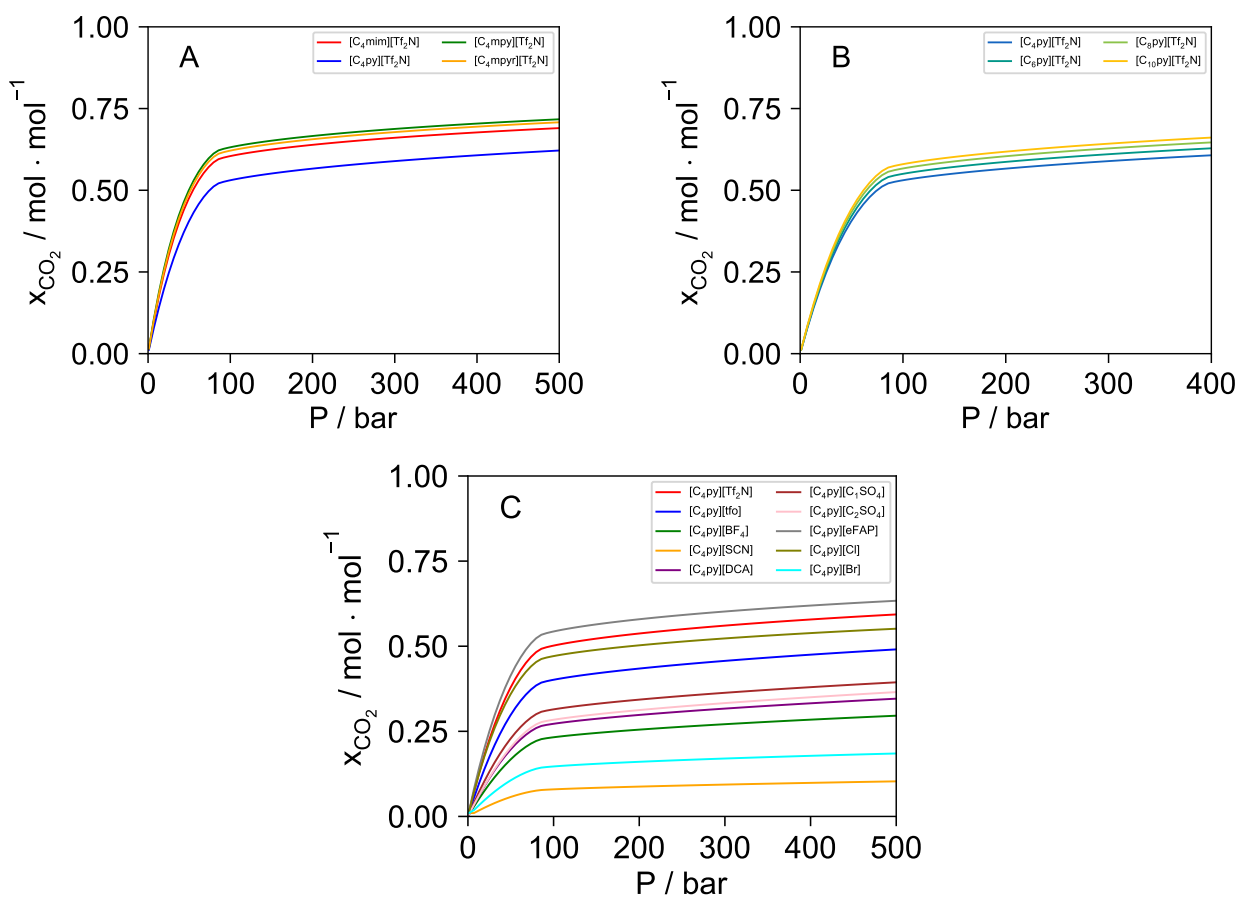 A
[C₄mim][Tf₂N]
[C₄py][Tf₂N]
[C₄mpy][Tf₂N]
[C₄mpyr][Tf₂N]
1.00
0.75
0.50
0.25
0.00
x_CO₂ / mol · mol⁻¹
0 100 200 300 400 500
P / bar
B
[C₄py][Tf₂N]
[C₆py][Tf₂N]
[C₈py][Tf₂N]
[C₁₀py][Tf₂N]
1.00
0.75
0.50
0.25
0.00
x_CO₂ / mol · mol⁻¹
0 100 200 300 400
P / bar
C
[C₄py][Tf₂N]
[C₄py][tfo]
[C₄py][BF₄]
[C₄py][SCN]
[C₄py][DCA]
[C₄py][C₁SO₄]
[C₄py][C₂SO₄]
[C₄py][eFAP]
[C₄py][Cl]
[C₄py][Br]
1.00
0.75
0.50
0.25
0.00
x_CO₂ / mol · mol⁻¹
0 100 200 300 400 500
P / bar